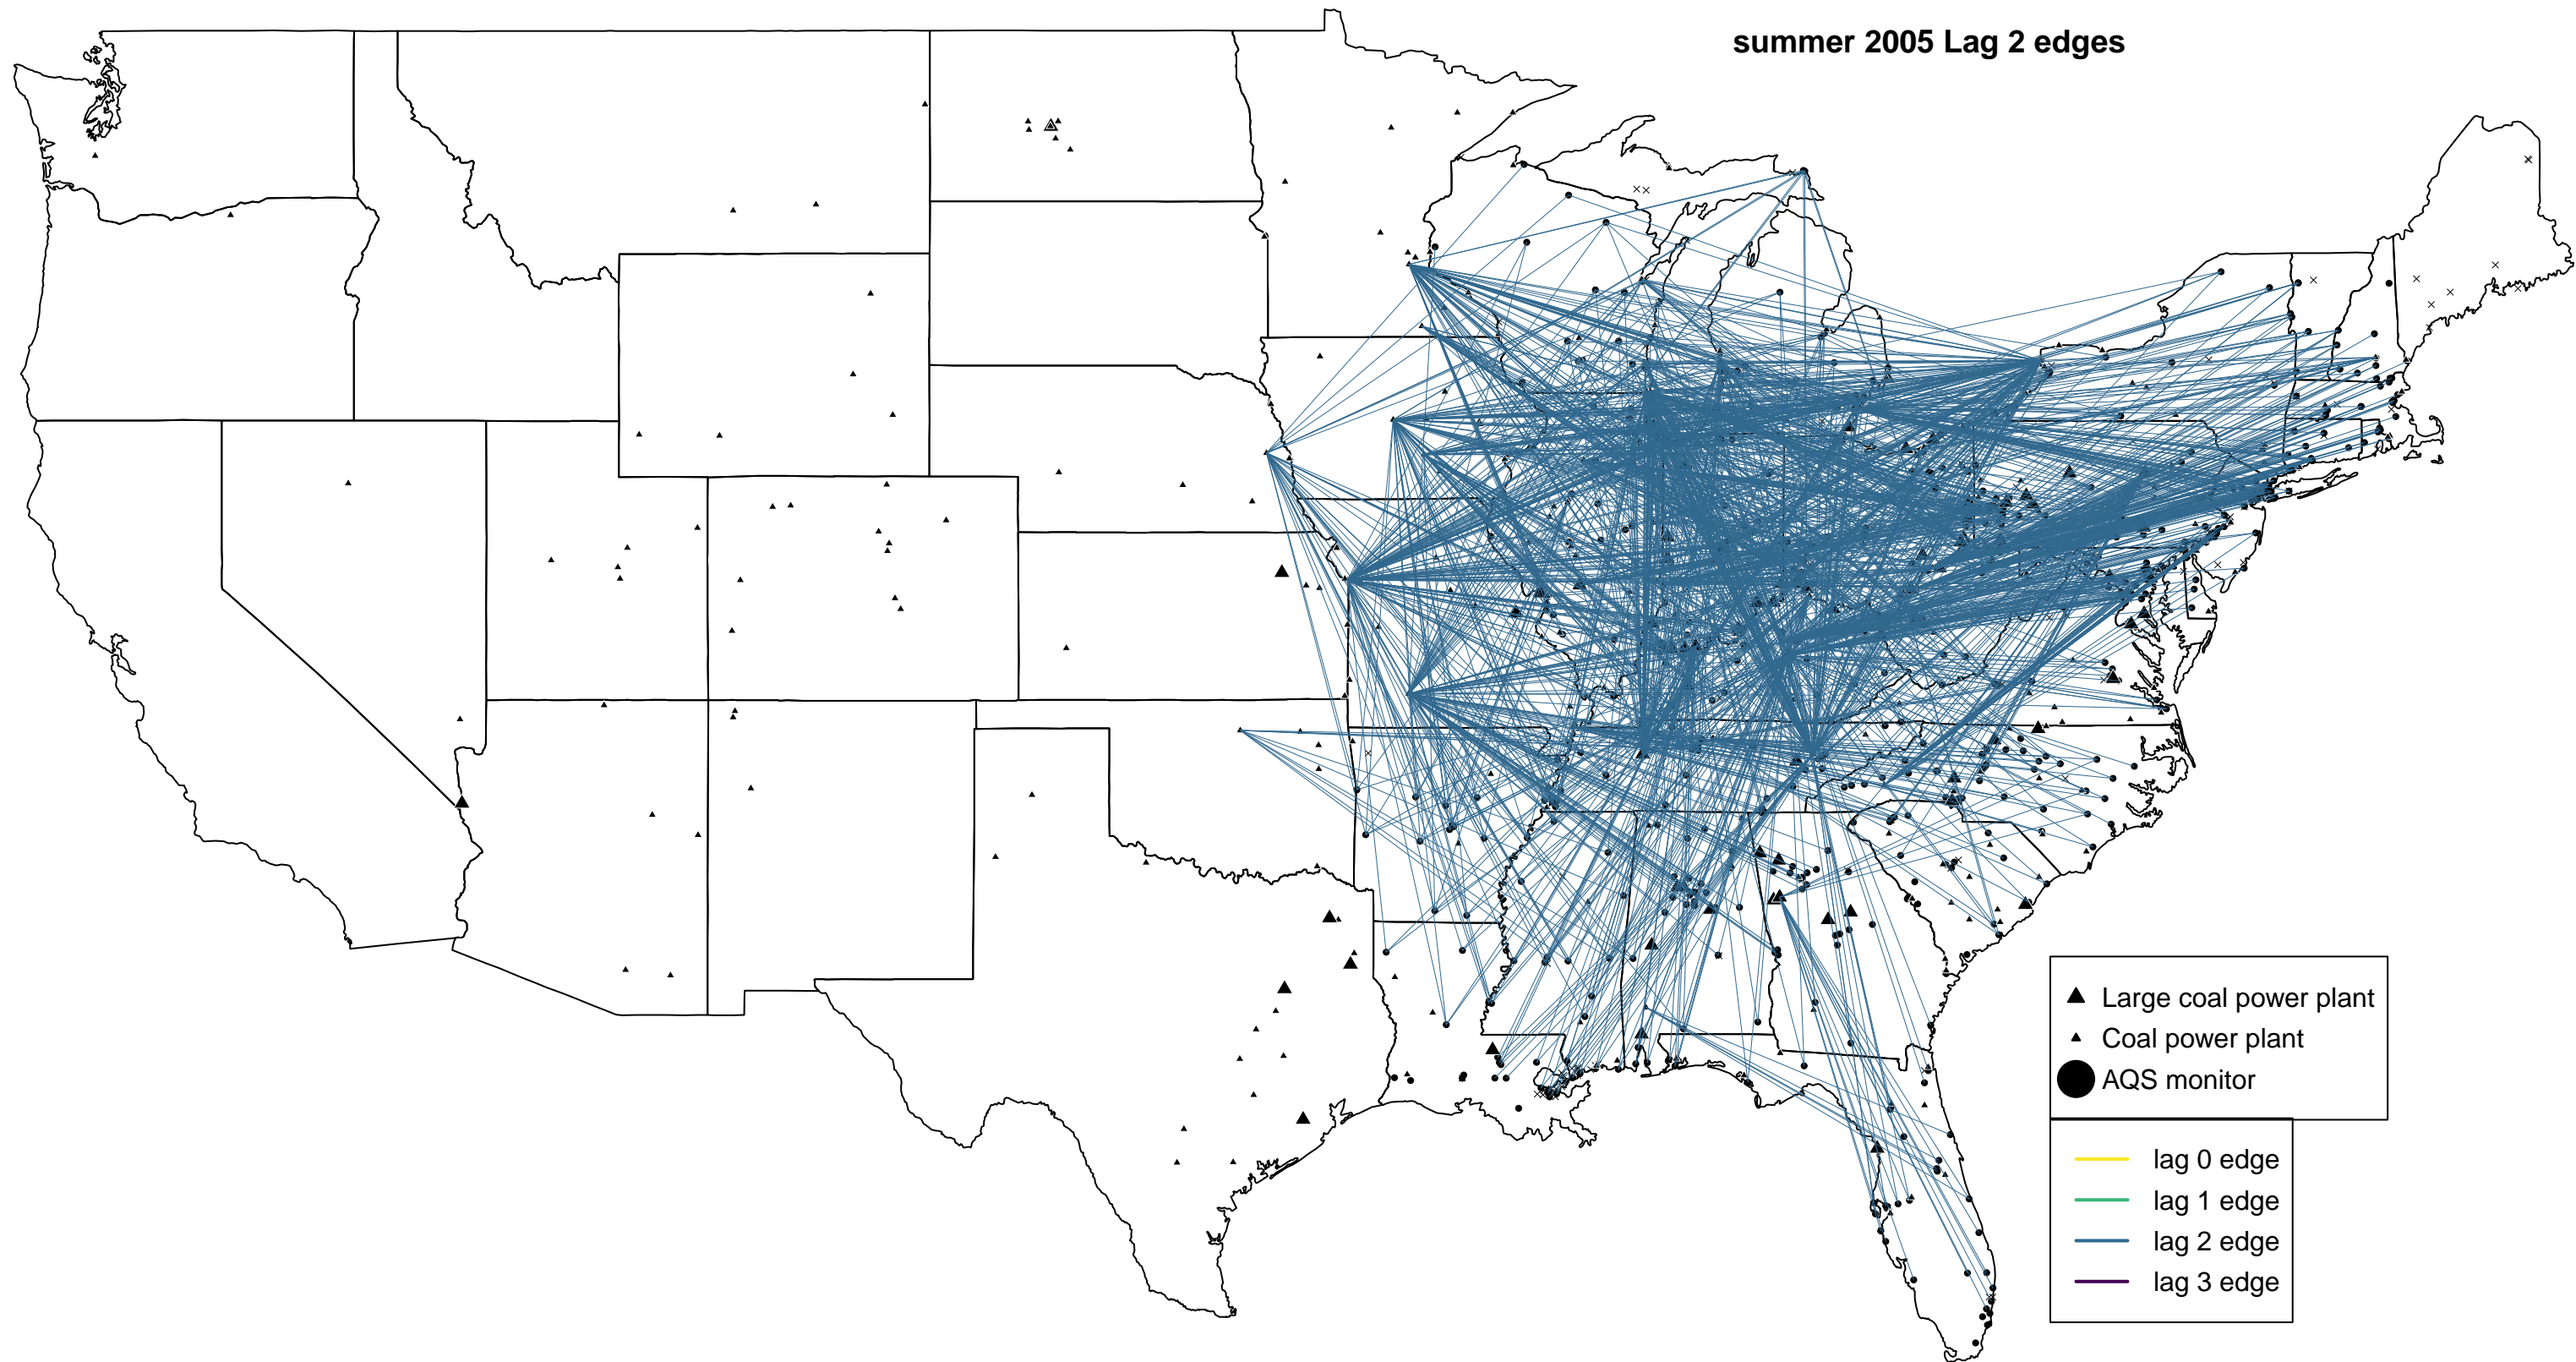 summer 2005 Lag 2 edges
Large coal power plant
Coal power plant
AQS monitor
lag 0 edge
lag 1 edge
lag 2 edge
lag 3 edge